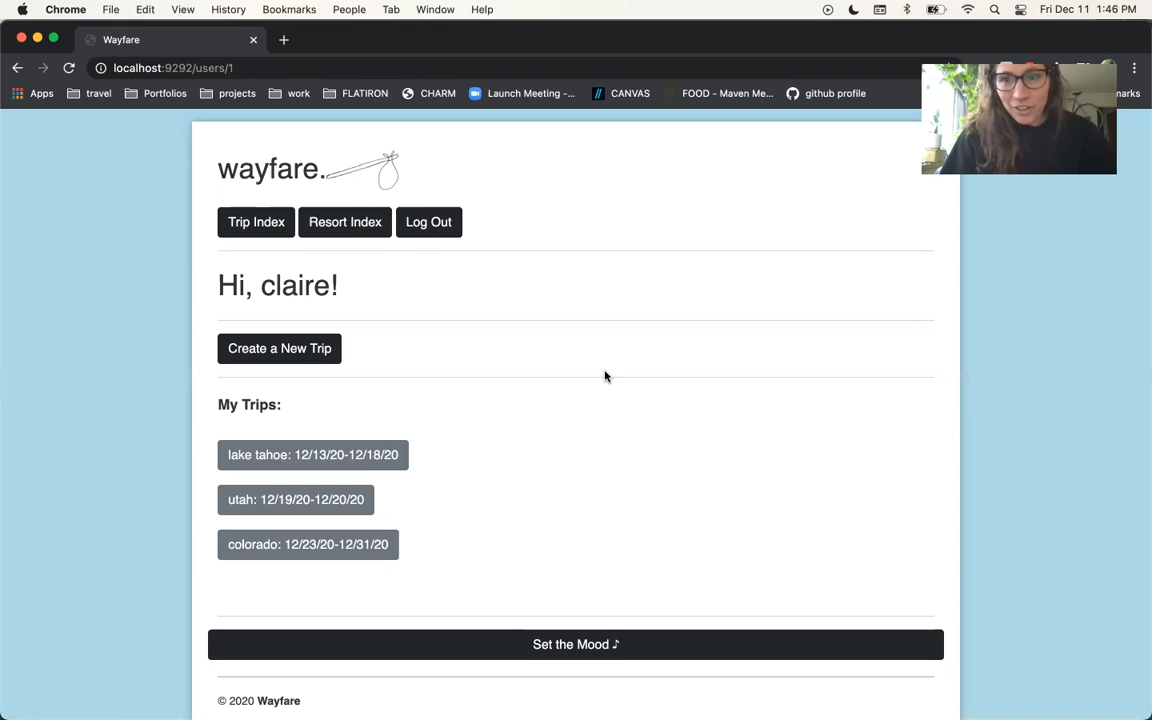 Chrome File Edit View History Bookmarks People Tab Window Help Fri Dec 11 1:46 PM
Wayfare
localhost:9292/users/1
Apps travel Portfolios projects work FLATIRON CHARM Launch Meeting -... CANVAS FOOD - Maven Me... github profile marks
wayfare.
Trip Index Resort Index Log Out
Hi, claire!
Create a New Trip
My Trips:
lake tahoe: 12/13/20-12/18/20
utah: 12/19/20-12/20/20
colorado: 12/23/20-12/31/20
Set the Mood ♪
© 2020 Wayfare